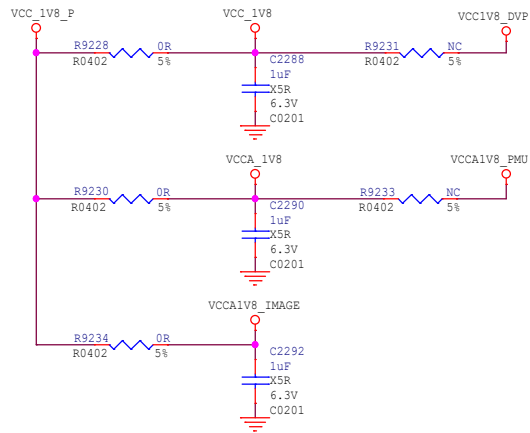 VCC_1V8_P
VCC_1V8
VCC1V8_DVP
R9228 0R
R0402 5%
R9231 NC
R0402 5%
C2288
1uF
X5R
6.3V
C0201
VCCA_1V8
VCCA1V8_PMU
R9230 0R
R0402 5%
R9233 NC
R0402 5%
C2290
1uF
X5R
6.3V
C0201
VCCA1V8_IMAGE
R9234 0R
R0402 5%
C2292
1uF
X5R
6.3V
C0201